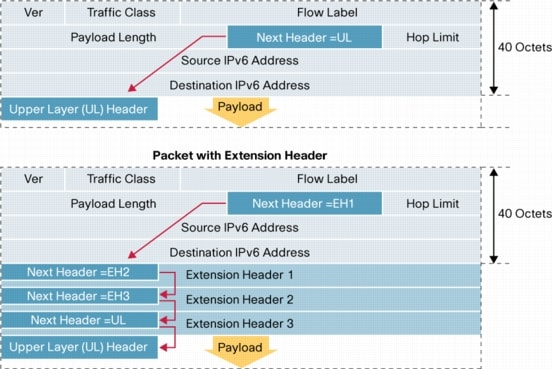 Ver Traffic Class Flow Label
Payload Length Next Header =UL Hop Limit
40 Octets
Source IPv6 Address
Destination IPv6 Address
Upper Layer (UL) Header Payload
Packet with Extension Header
Ver Traffic Class Flow Label
Payload Length Next Header =EH1 Hop Limit
40 Octets
Source IPv6 Address
Destination IPv6 Address
Next Header =EH2 Extension Header 1
Next Header =EH3 Extension Header 2
Next Header =UL Extension Header 3
Upper Layer (UL) Header Payload